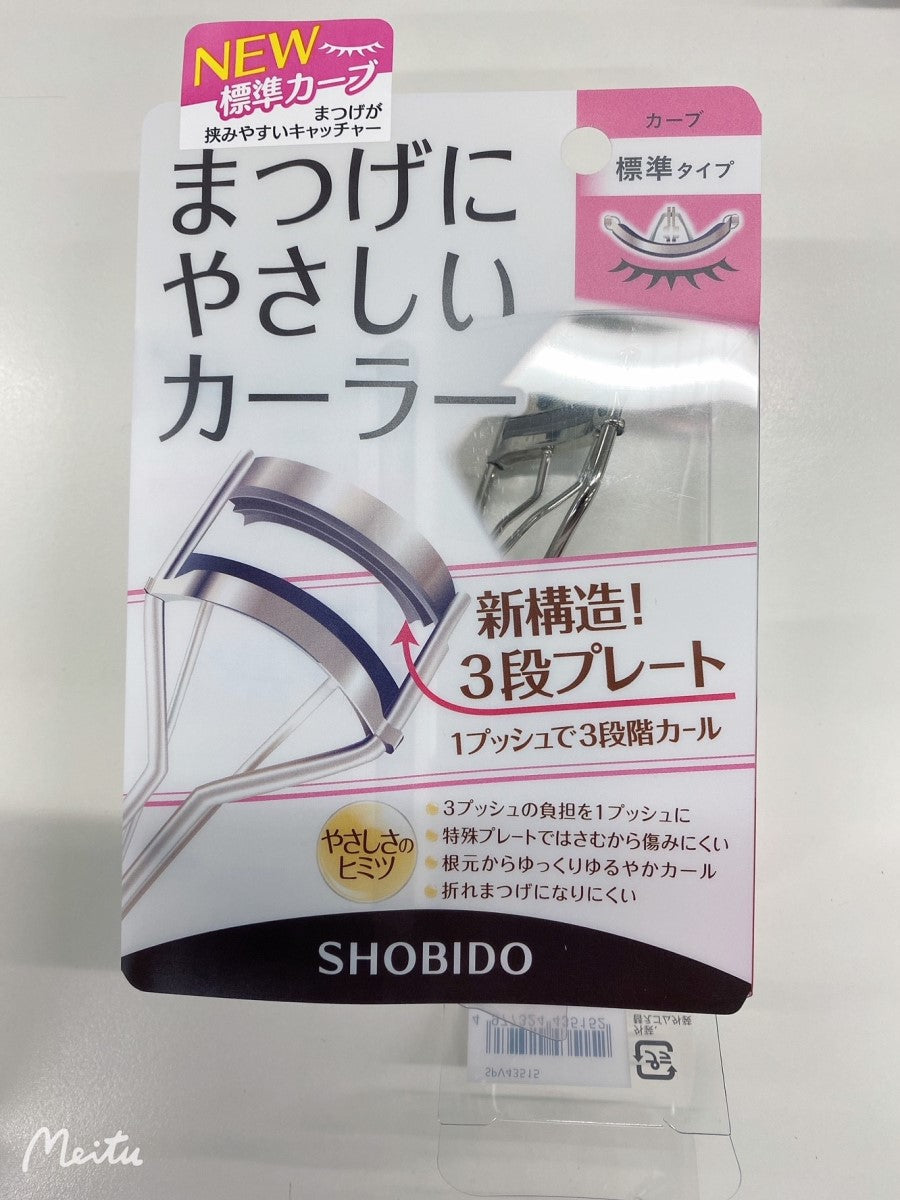 NEW
標準カーブ
まつげが
挟みやすいキャッチャー
カーブ
標準タイプ
まつげに
やさしい
カーラー
新構造!
3段プレート
1プッシュで3段階カール
やさしさの
ヒミツ
3プッシュの負担を1プッシュに
特殊プレートではさむから傷みにくい
根元からゆっくりゆるやかカール
折れまつげになりにくい
SHOBIDO
4 977324 435152
SPV43515
プラ
Meitu